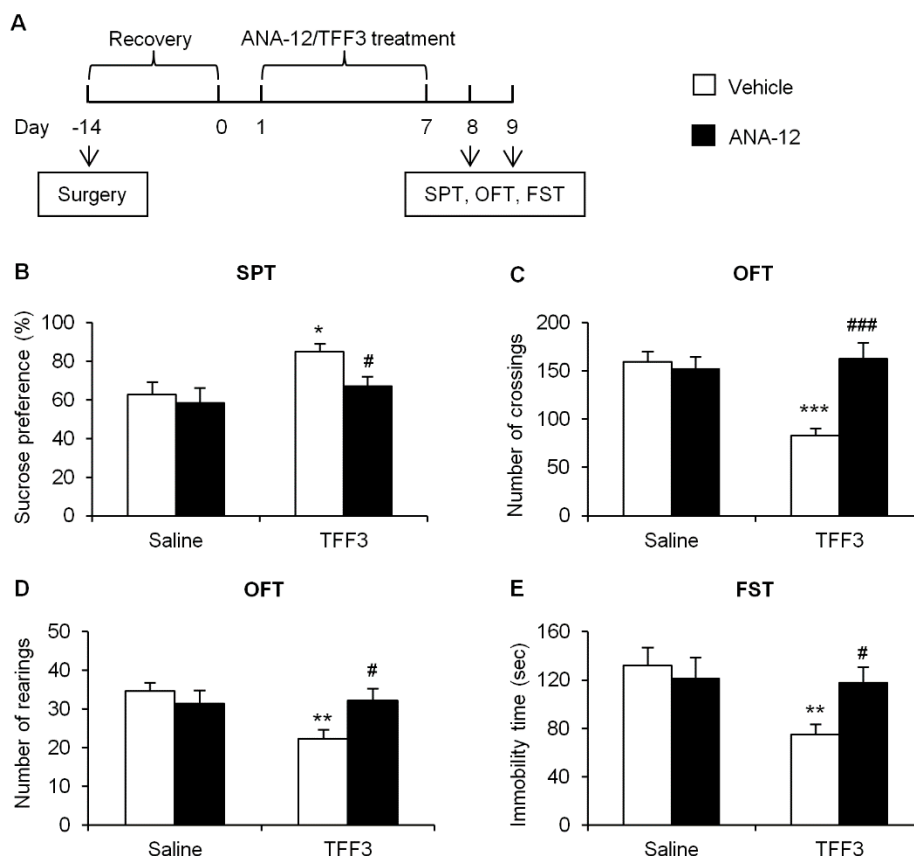 A
Recovery
ANA-12/TFF3 treatment
Day -14 0 1 7 8 9
Surgery
SPT, OFT, FST
Vehicle
ANA-12
B
SPT
Sucrose preference (%)
100
80
60
40
20
0
*
#
Saline TFF3
C
OFT
Number of crossings
200
150
100
50
0
***
###
Saline TFF3
D
OFT
Number of rearings
50
40
30
20
10
0
**
#
Saline TFF3
E
FST
Immobility time (sec)
160
120
80
40
0
**
#
Saline TFF3